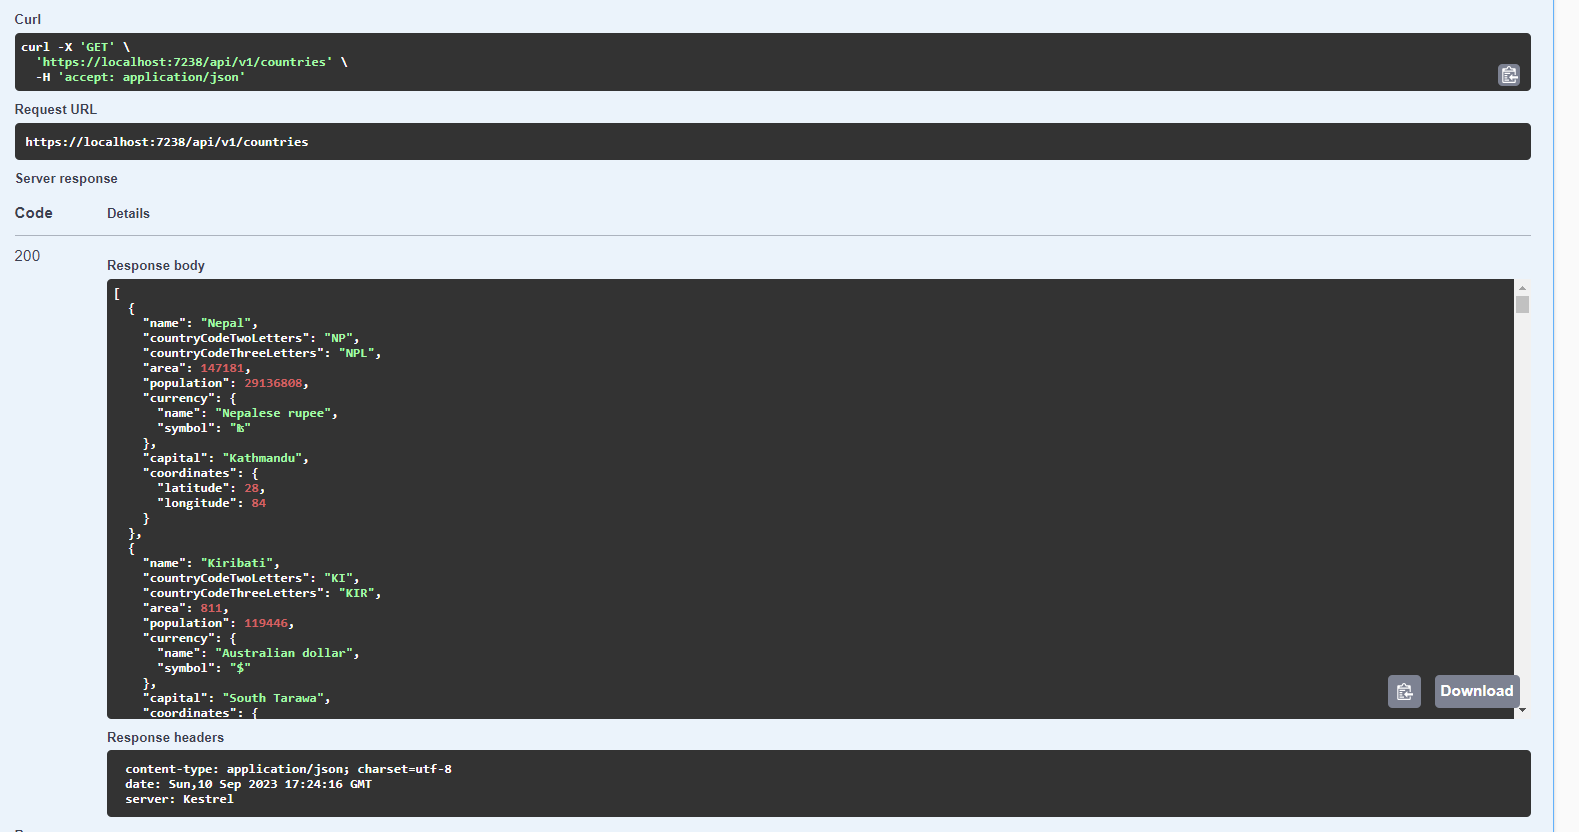 Curl
curl -X 'GET' \
'https://localhost:7238/api/v1/countries' \
-H 'accept: application/json'
Request URL
https://localhost:7238/api/v1/countries
Server response
Code Details
200
Response body
[
{
"name": "Nepal",
"countryCodeTwoLetters": "NP",
"countryCodeThreeLetters": "NPL",
"area": 147181,
"population": 29136808,
"currency": {
"name": "Nepalese rupee",
"symbol": "₨"
},
"capital": "Kathmandu",
"coordinates": {
"latitude": 28,
"longitude": 84
}
},
{
"name": "Kiribati",
"countryCodeTwoLetters": "KI",
"countryCodeThreeLetters": "KIR",
"area": 811,
"population": 119446,
"currency": {
"name": "Australian dollar",
"symbol": "$"
},
"capital": "South Tarawa",
"coordinates": {
Download
Response headers
content-type: application/json; charset=utf-8
date: Sun,10 Sep 2023 17:24:16 GMT
server: Kestrel